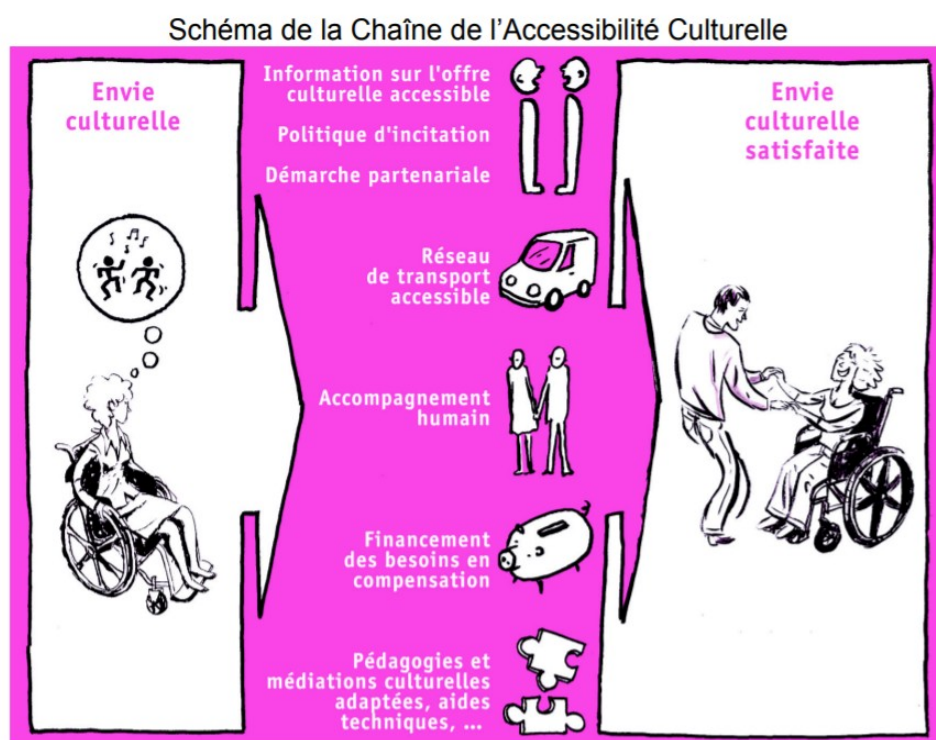 Schéma de la Chaîne de l’Accessibilité Culturelle
Envie
culturelle
Information sur l'offre
culturelle accessible
Politique d'incitation
Démarche partenariale
Réseau
de transport
accessible
Accompagnement
humain
Financement
des besoins en
compensation
Pédagogies et
médiations culturelles
adaptées, aides
techniques, ...
Envie
culturelle
satisfaite